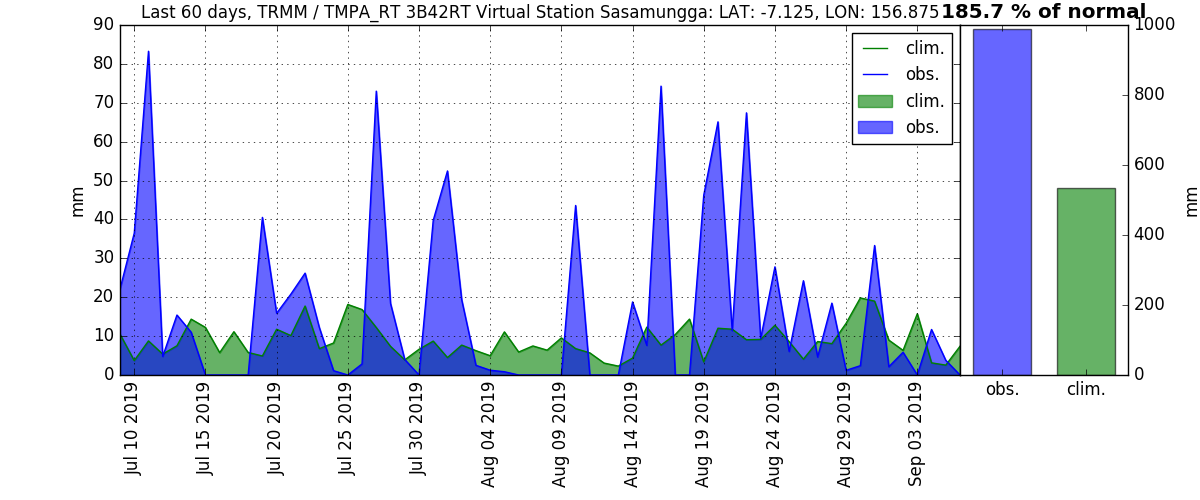 Last 60 days, TRMM / TMPA_RT 3B42RT Virtual Station Sasamungga: LAT: -7.125, LON: 156.875
185.7 % of normal
90
80
70
60
50
40
30
20
10
0
mm
clim.
obs.
clim.
obs.
Jul 10 2019
Jul 15 2019
Jul 20 2019
Jul 25 2019
Jul 30 2019
Aug 04 2019
Aug 09 2019
Aug 14 2019
Aug 19 2019
Aug 24 2019
Aug 29 2019
Sep 03 2019
1000
800
600
400
200
0
mm
obs.
clim.